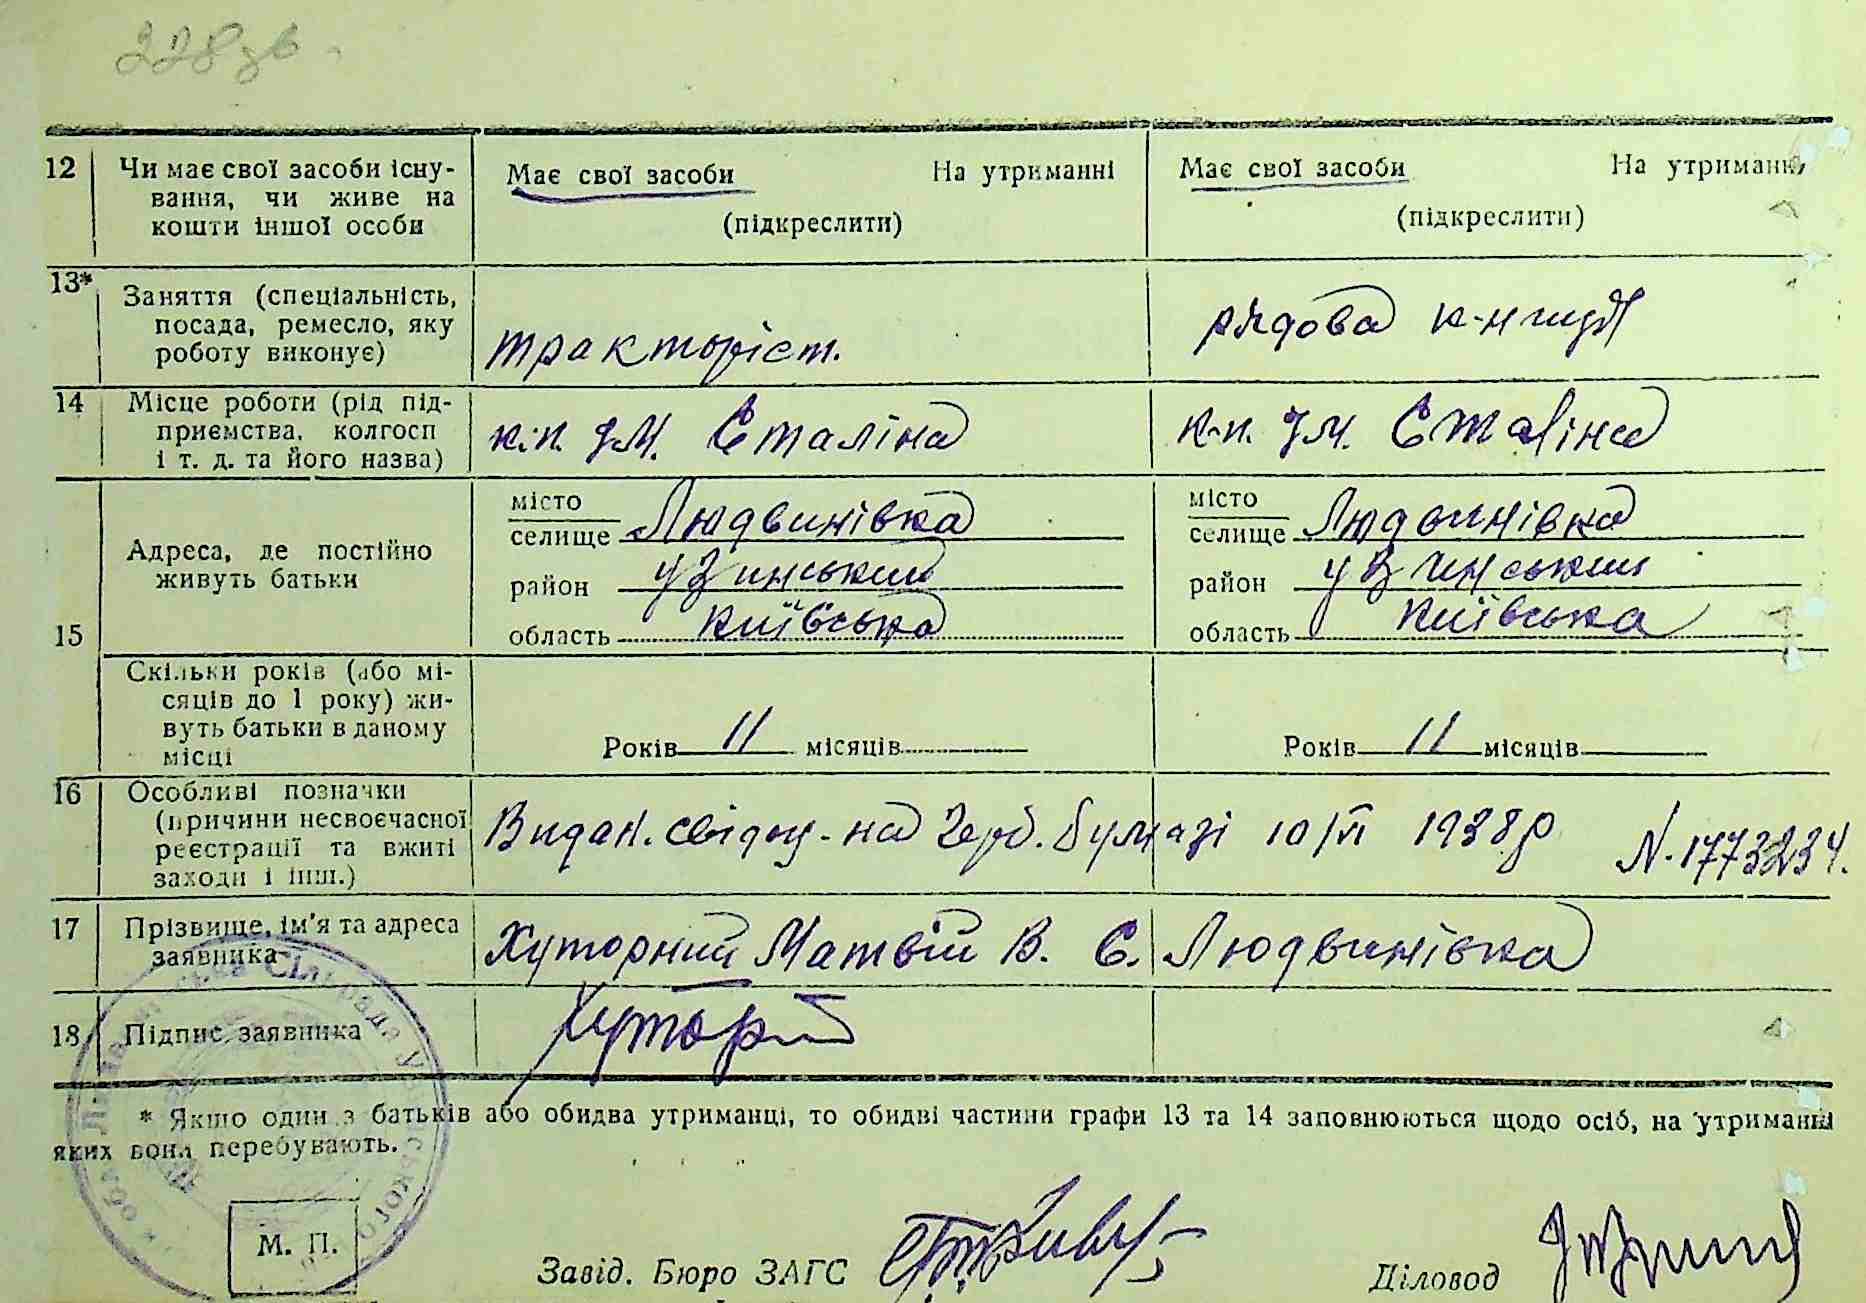 228 зв.
12 Чи має свої засоби існу-
вання, чи живе на
кошти іншої особи
Має свої засоби На утриманні
(підкреслити)
Має свої засоби На утриманні
(підкреслити)
13* Заняття (спеціальність,
посада, ремесло, яку
роботу виконує)
тракторіст.
рядова
14 Місце роботи (рід під-
приємства, колгосп
і т. д. та його назва)
к.п. ім. Сталіна
к-п. ім. Сталіна
15 Адреса, де постійно
живуть батьки
місто
селище Людвинівка
район Узинський
область київська
місто
селище Людвинівка
район Узинський
область Київська
Скільки років (або мі-
сяців до 1 року) жи-
вуть батьки в даному
місці
Років 11 місяців
Років 11 місяців
16 Особливі позначки
(причини несвоєчасної
реєстрації та вжиті
заходи і інш.)
Видан. свідоц. на герб. бумазі 10/VI 1938р N. 1773234.
17 Прізвище, ім'я та адреса
заявника
Хуторний Матвій В. С. Людвинівка
18 Підпис заявника
Хуторн
* Якщо один з батьків або обидва утриманці, то обидві частини графи 13 та 14 заповнюються щодо осіб, на утриманні
яких вони перебувають.
М. П.
Завід. Бюро ЗАГС
Діловод